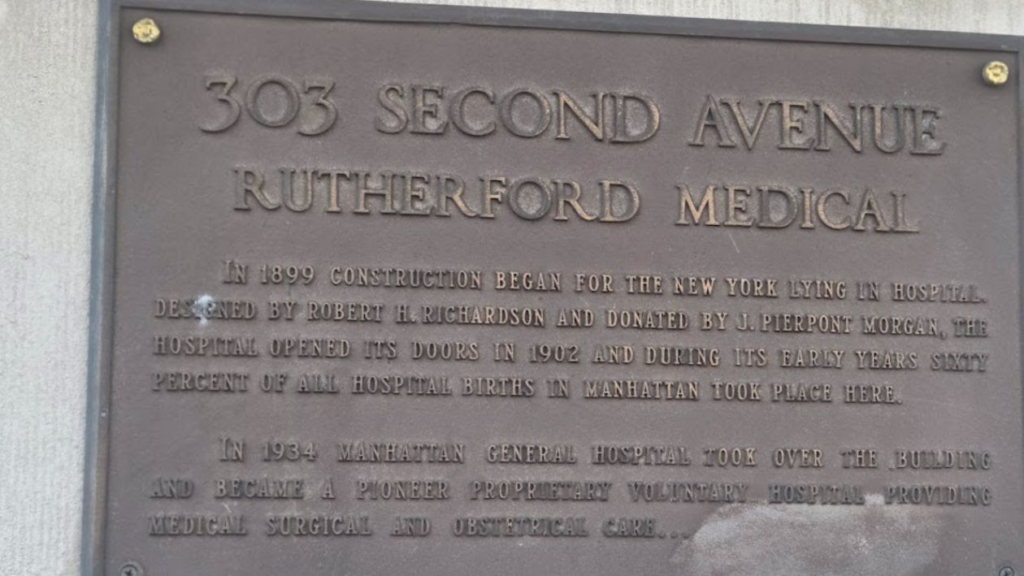 303 SECOND AVENUE
RUTHERFORD MEDICAL
IN 1899 CONSTRUCTION BEGAN FOR THE NEW YORK LYING IN HOSPITAL.
DESIGNED BY ROBERT H. RICHARDSON AND DONATED BY J. PIERPONT MORGAN, THE
HOSPITAL OPENED ITS DOORS IN 1902 AND DURING ITS EARLY YEARS SIXTY
PERCENT OF ALL HOSPITAL BIRTHS IN MANHATTAN TOOK PLACE HERE.
IN 1934 MANHATTAN GENERAL HOSPITAL TOOK OVER THE BUILDING
AND BECAME A PIONEER PROPRIETARY VOLUNTARY HOSPITAL PROVIDING
MEDICAL SURGICAL AND OBSTETRICAL CARE...